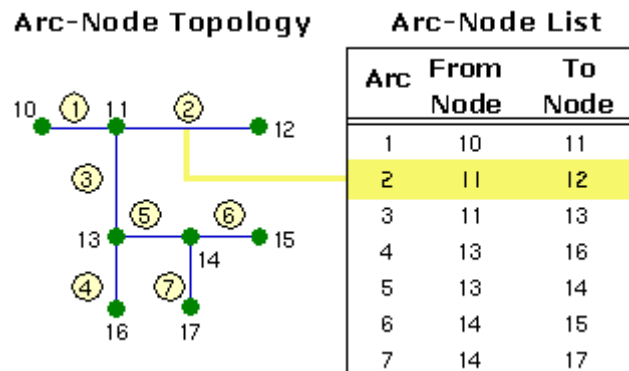 Arc-Node Topology
10 1 11 2 12
3
13 5 6 15
14
4 7
16 17
Arc-Node List
Arc From Node To Node
1 10 11
2 11 12
3 11 13
4 13 16
5 13 14
6 14 15
7 14 17